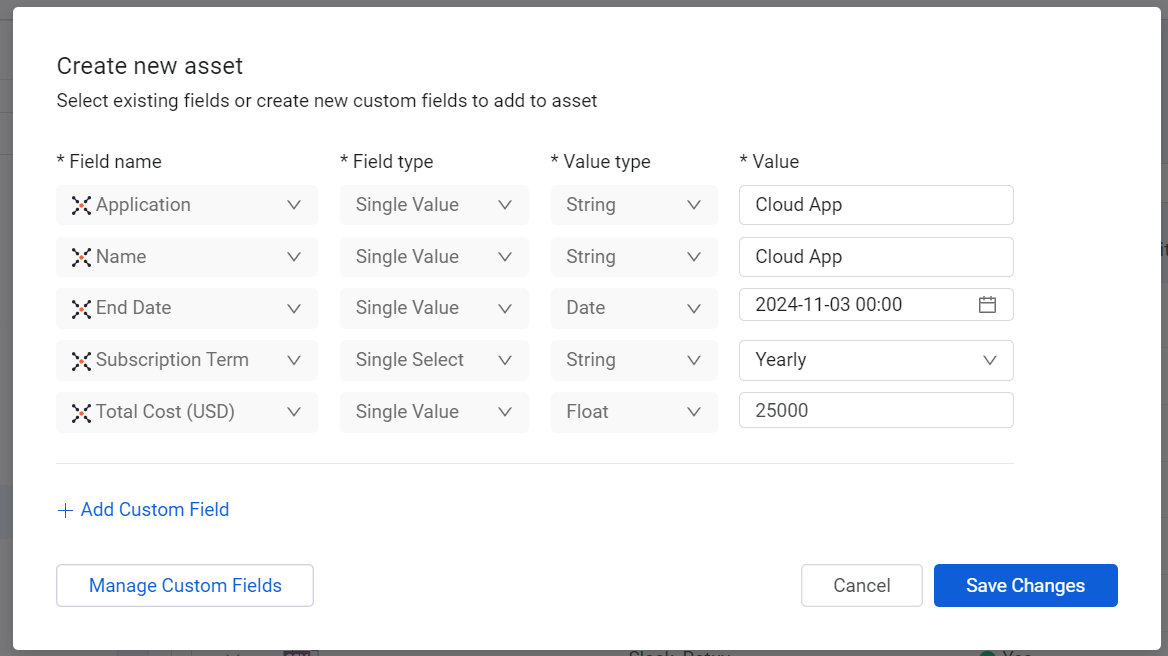 Create new asset
Select existing fields or create new custom fields to add to asset
* Field name * Field type * Value type * Value
Application Single Value String Cloud App
Name Single Value String Cloud App
End Date Single Value Date 2024-11-03 00:00
Subscription Term Single Select String Yearly
Total Cost (USD) Single Value Float 25000
+ Add Custom Field
Manage Custom Fields Cancel Save Changes